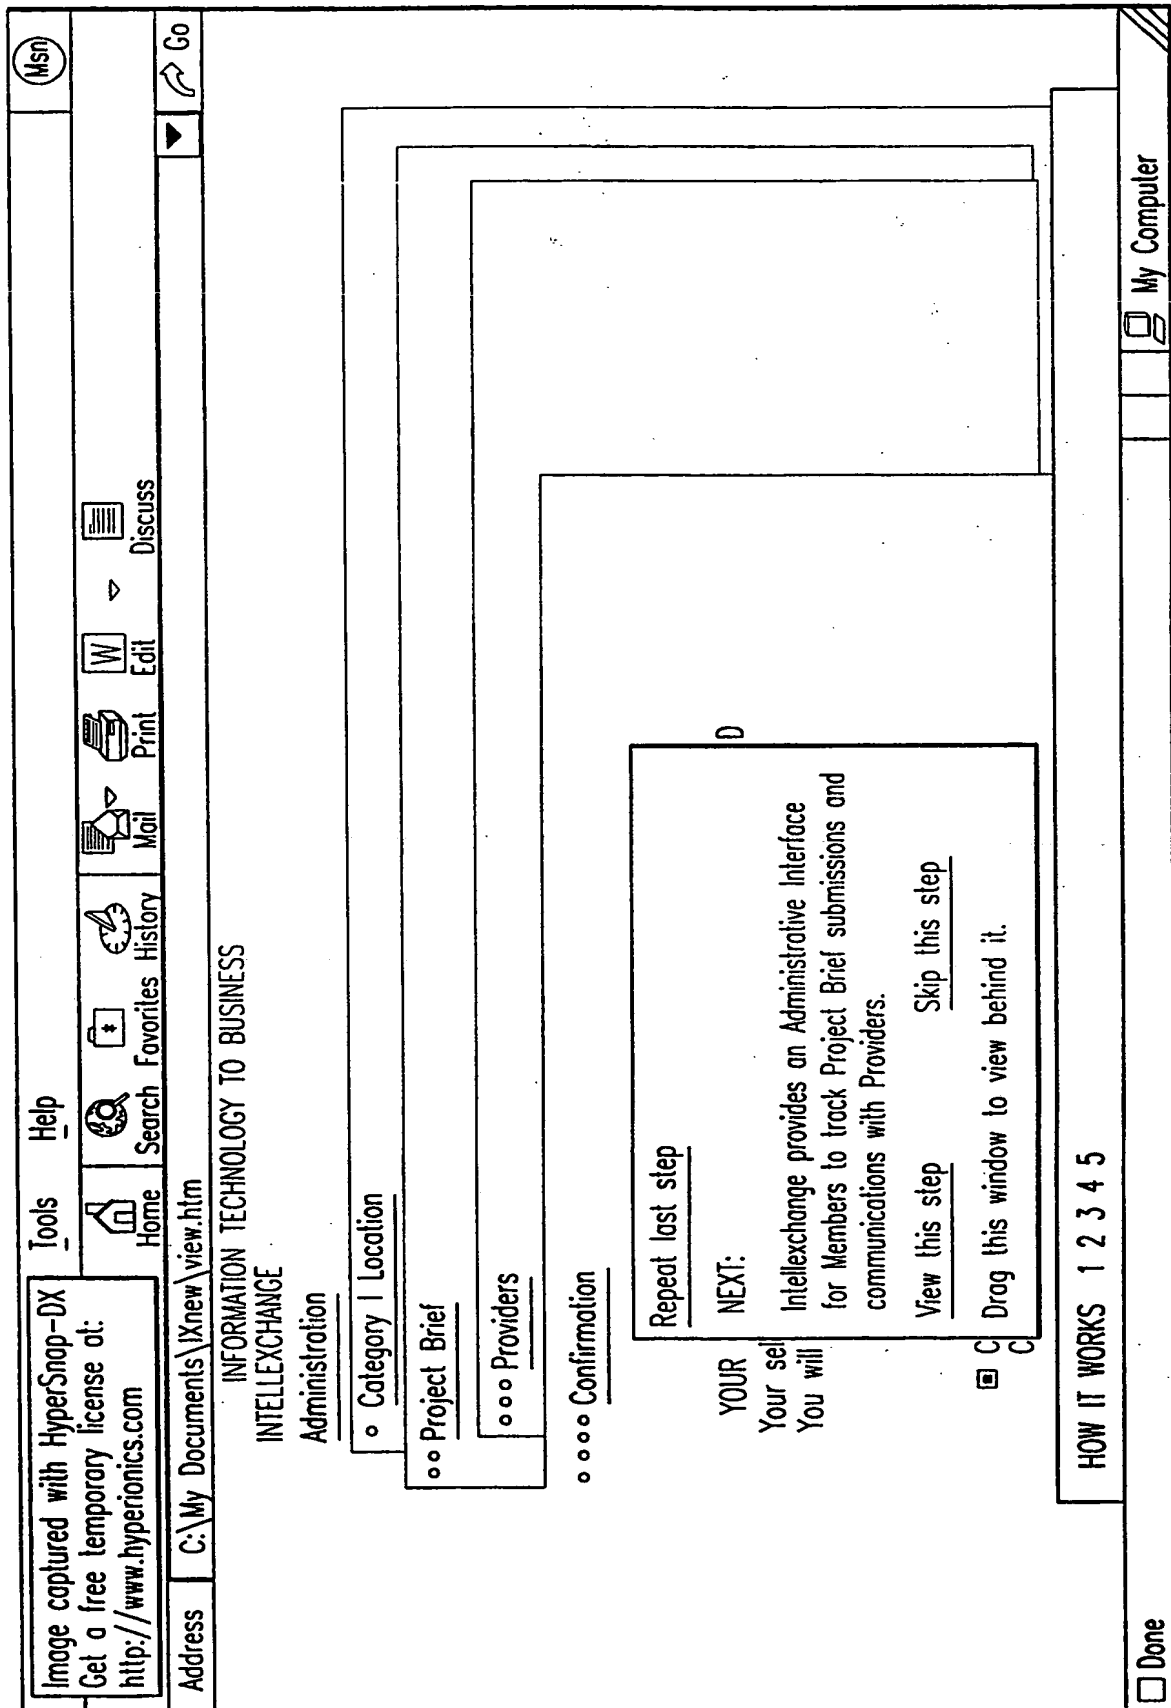 Image captured with HyperSnap-DX
Get a free temporary license at:
http://www.hyperionics.com
Tools Help
Msn
Home Search Favorites History Mail Print Edit Discuss
W
Address C:\My Documents\IXnew\view.htm Go
INFORMATION TECHNOLOGY TO BUSINESS
INTELLEXCHANGE
Administration
Category | Location
Project Brief
Providers
Confirmation
Repeat last step
YOUR NEXT: D
Your sel
You will
Intellexchange provides an Administrative Interface
for Members to track Project Brief submissions and
communications with Providers.
View this step Skip this step
C
C
Drag this window to view behind it.
HOW IT WORKS 1 2 3 4 5
Done My Computer